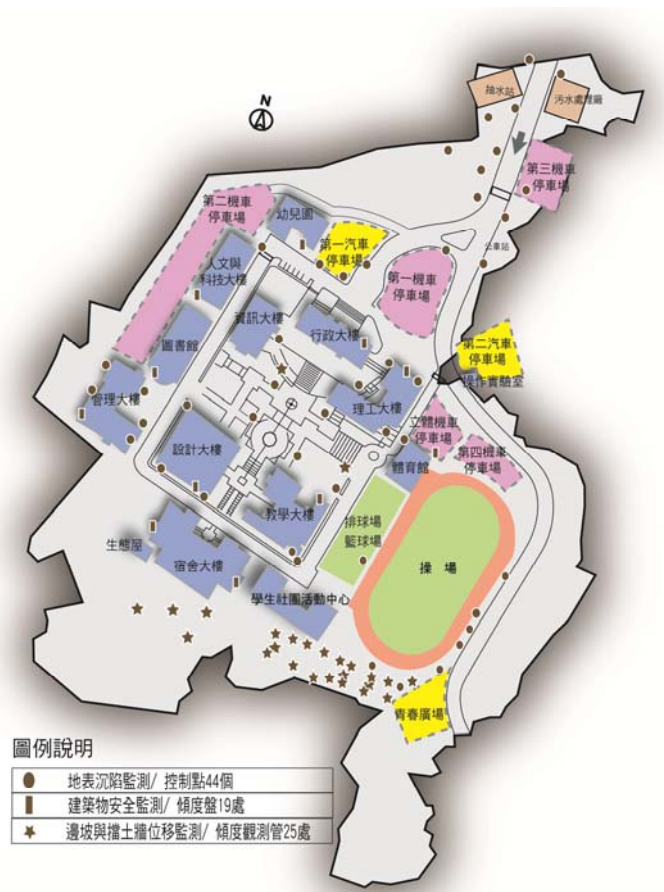 抽水站
汚水處理廠
N
第三機車
停車場
第二機車
停車場
幼兒園
第一汽車
停車場
公車站
人文與
科技大樓
第一機車
停車場
資訊大樓
行政大樓
圖書館
第二汽車
停車場
操作實驗室
管理大樓
理工大樓
立體機車
停車場
設計大樓
體育館
第四機車
停車場
教學大樓
排球場
籃球場
生態屋
宿舍大樓
操場
學生社團活動中心
青春廣場
圖例說明
地表沉陷監測/ 控制點44個
建築物安全監測/ 傾度盤19處
邊坡與擋土牆位移監測/ 傾度觀測管25處